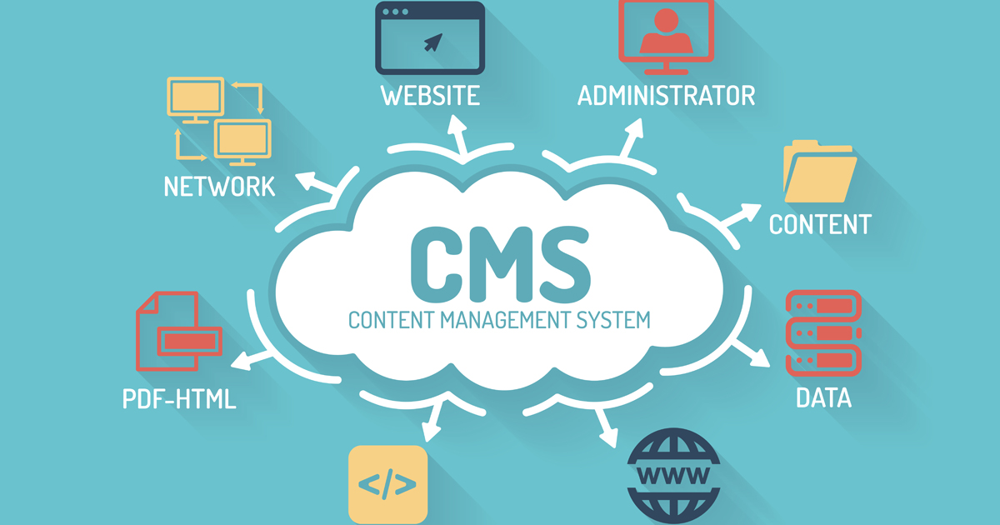 WEBSITE
ADMINISTRATOR
NETWORK
CONTENT
CMS
CONTENT MANAGEMENT SYSTEM
PDF-HTML
DATA
</>
WWW